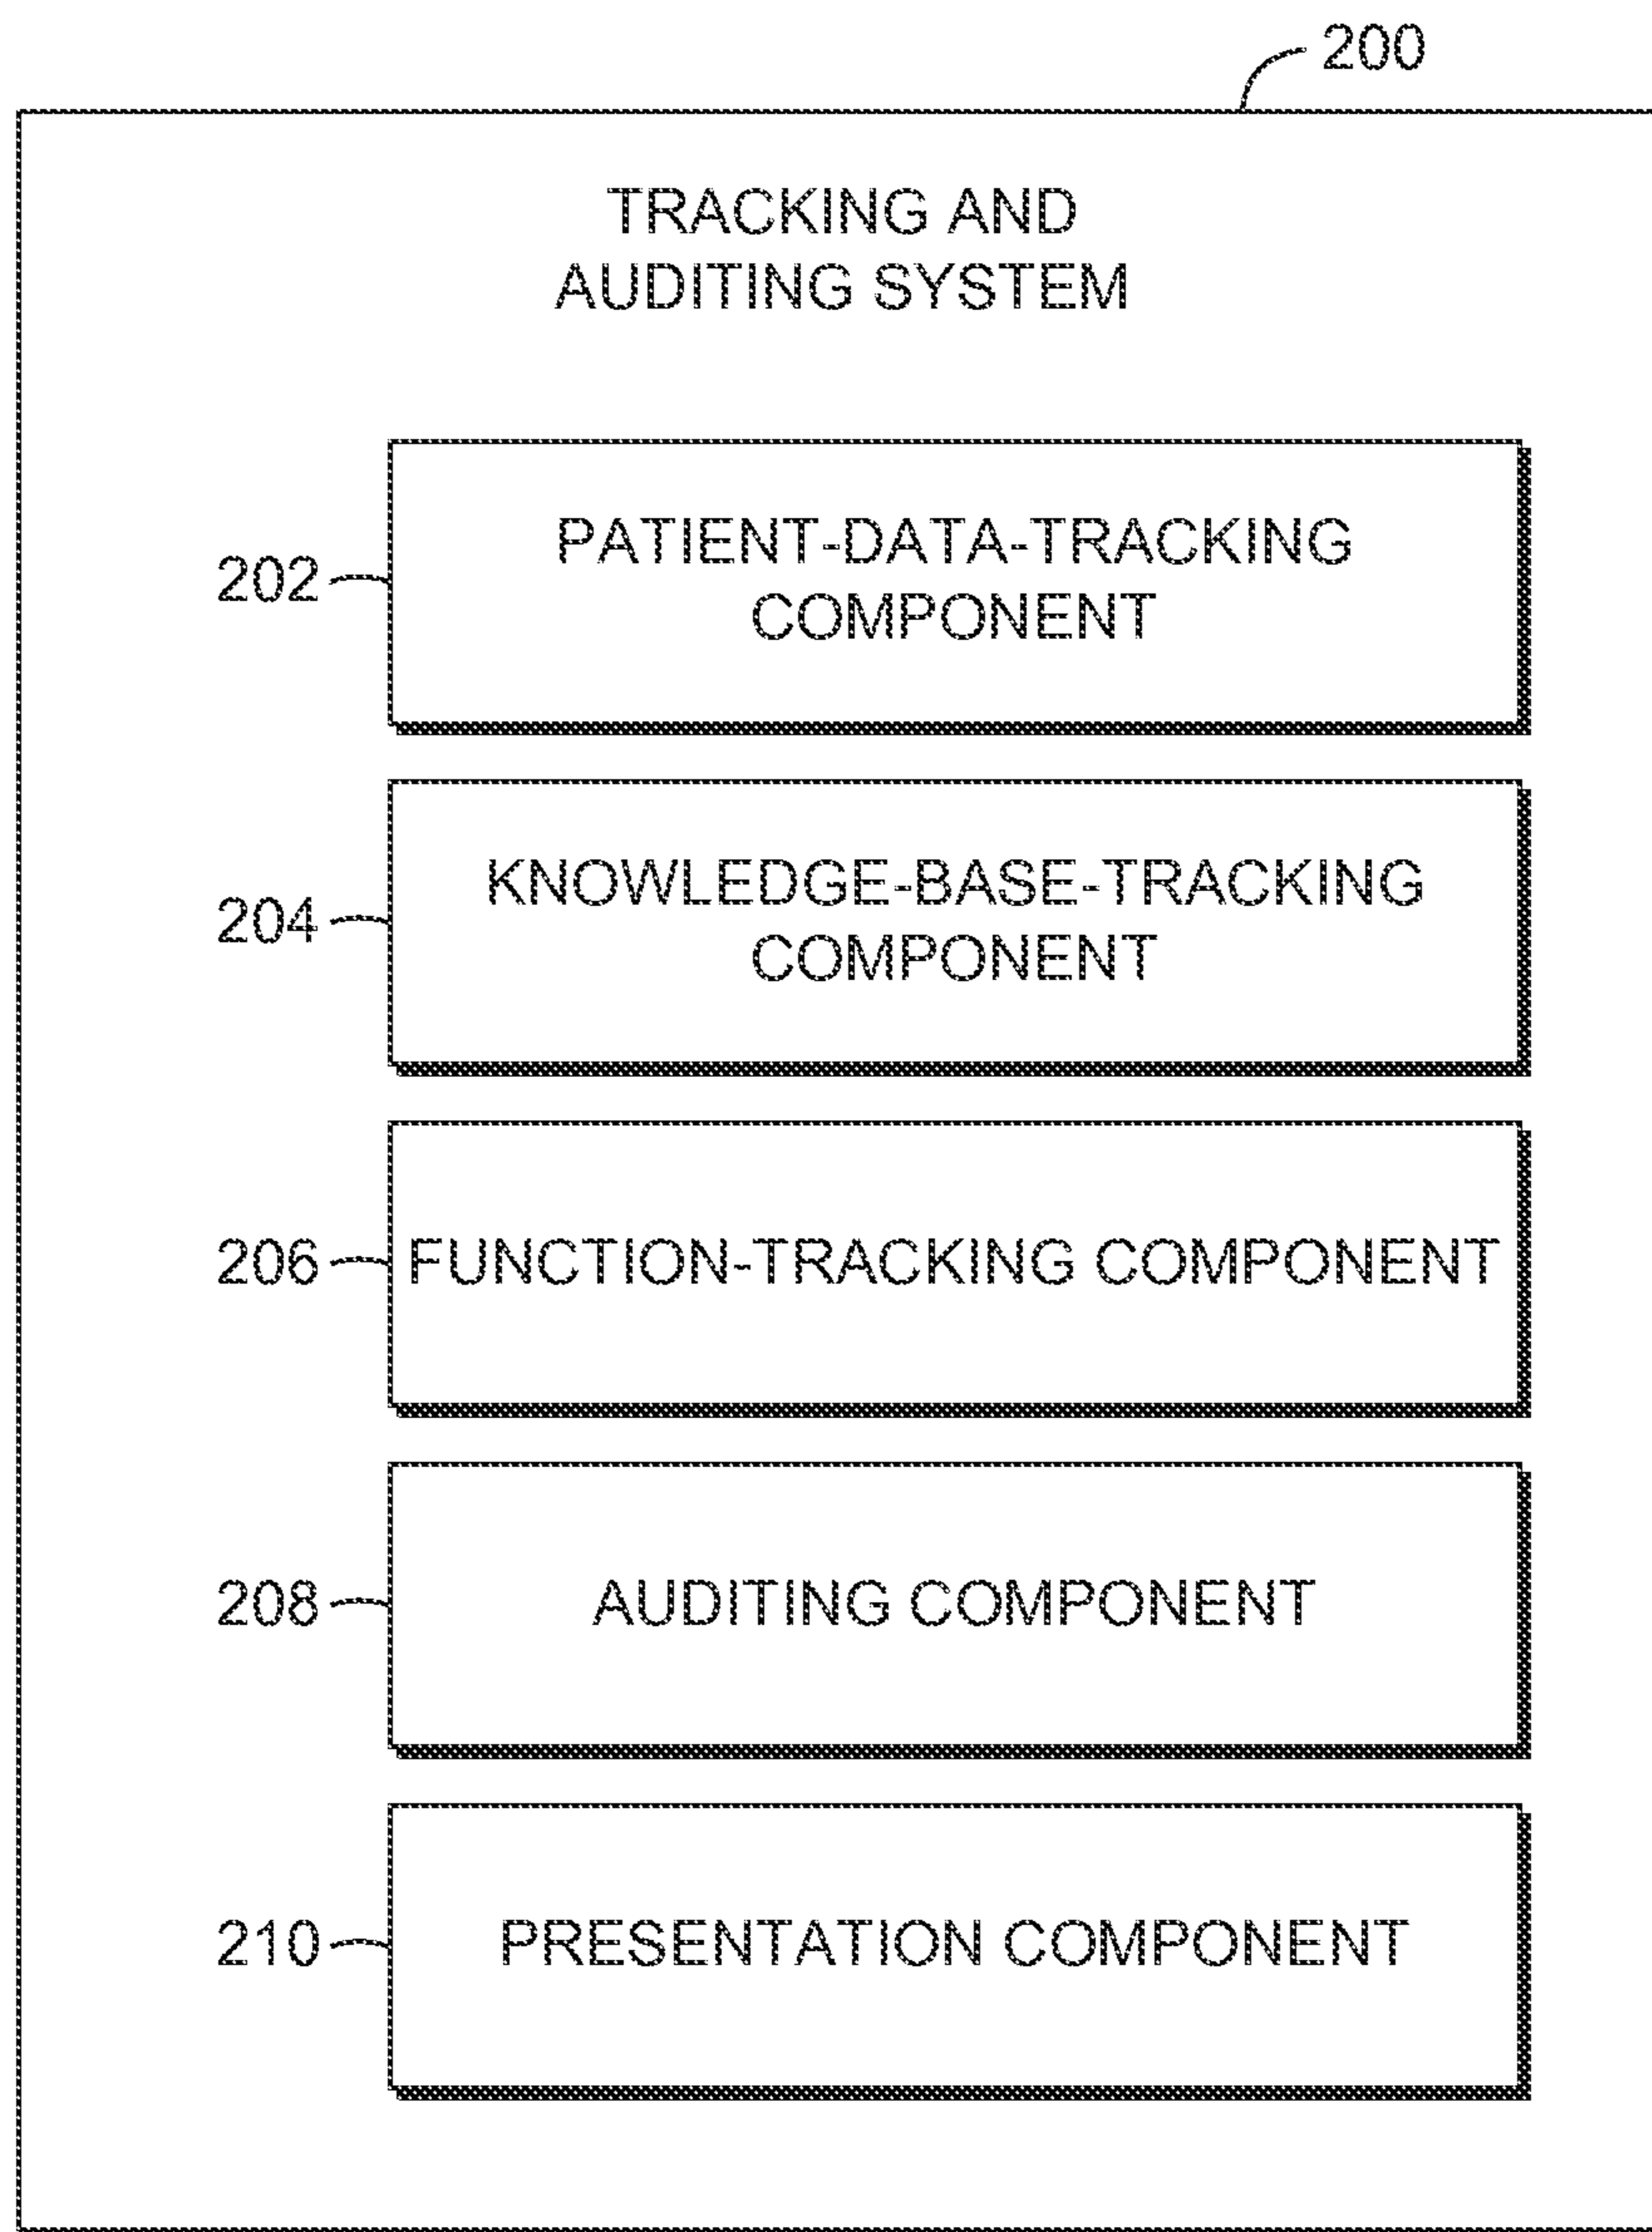 200
TRACKING AND
AUDITING SYSTEM
202
PATIENT-DATA-TRACKING
COMPONENT
204
KNOWLEDGE-BASE-TRACKING
COMPONENT
206
FUNCTION-TRACKING COMPONENT
208
AUDITING COMPONENT
210
PRESENTATION COMPONENT